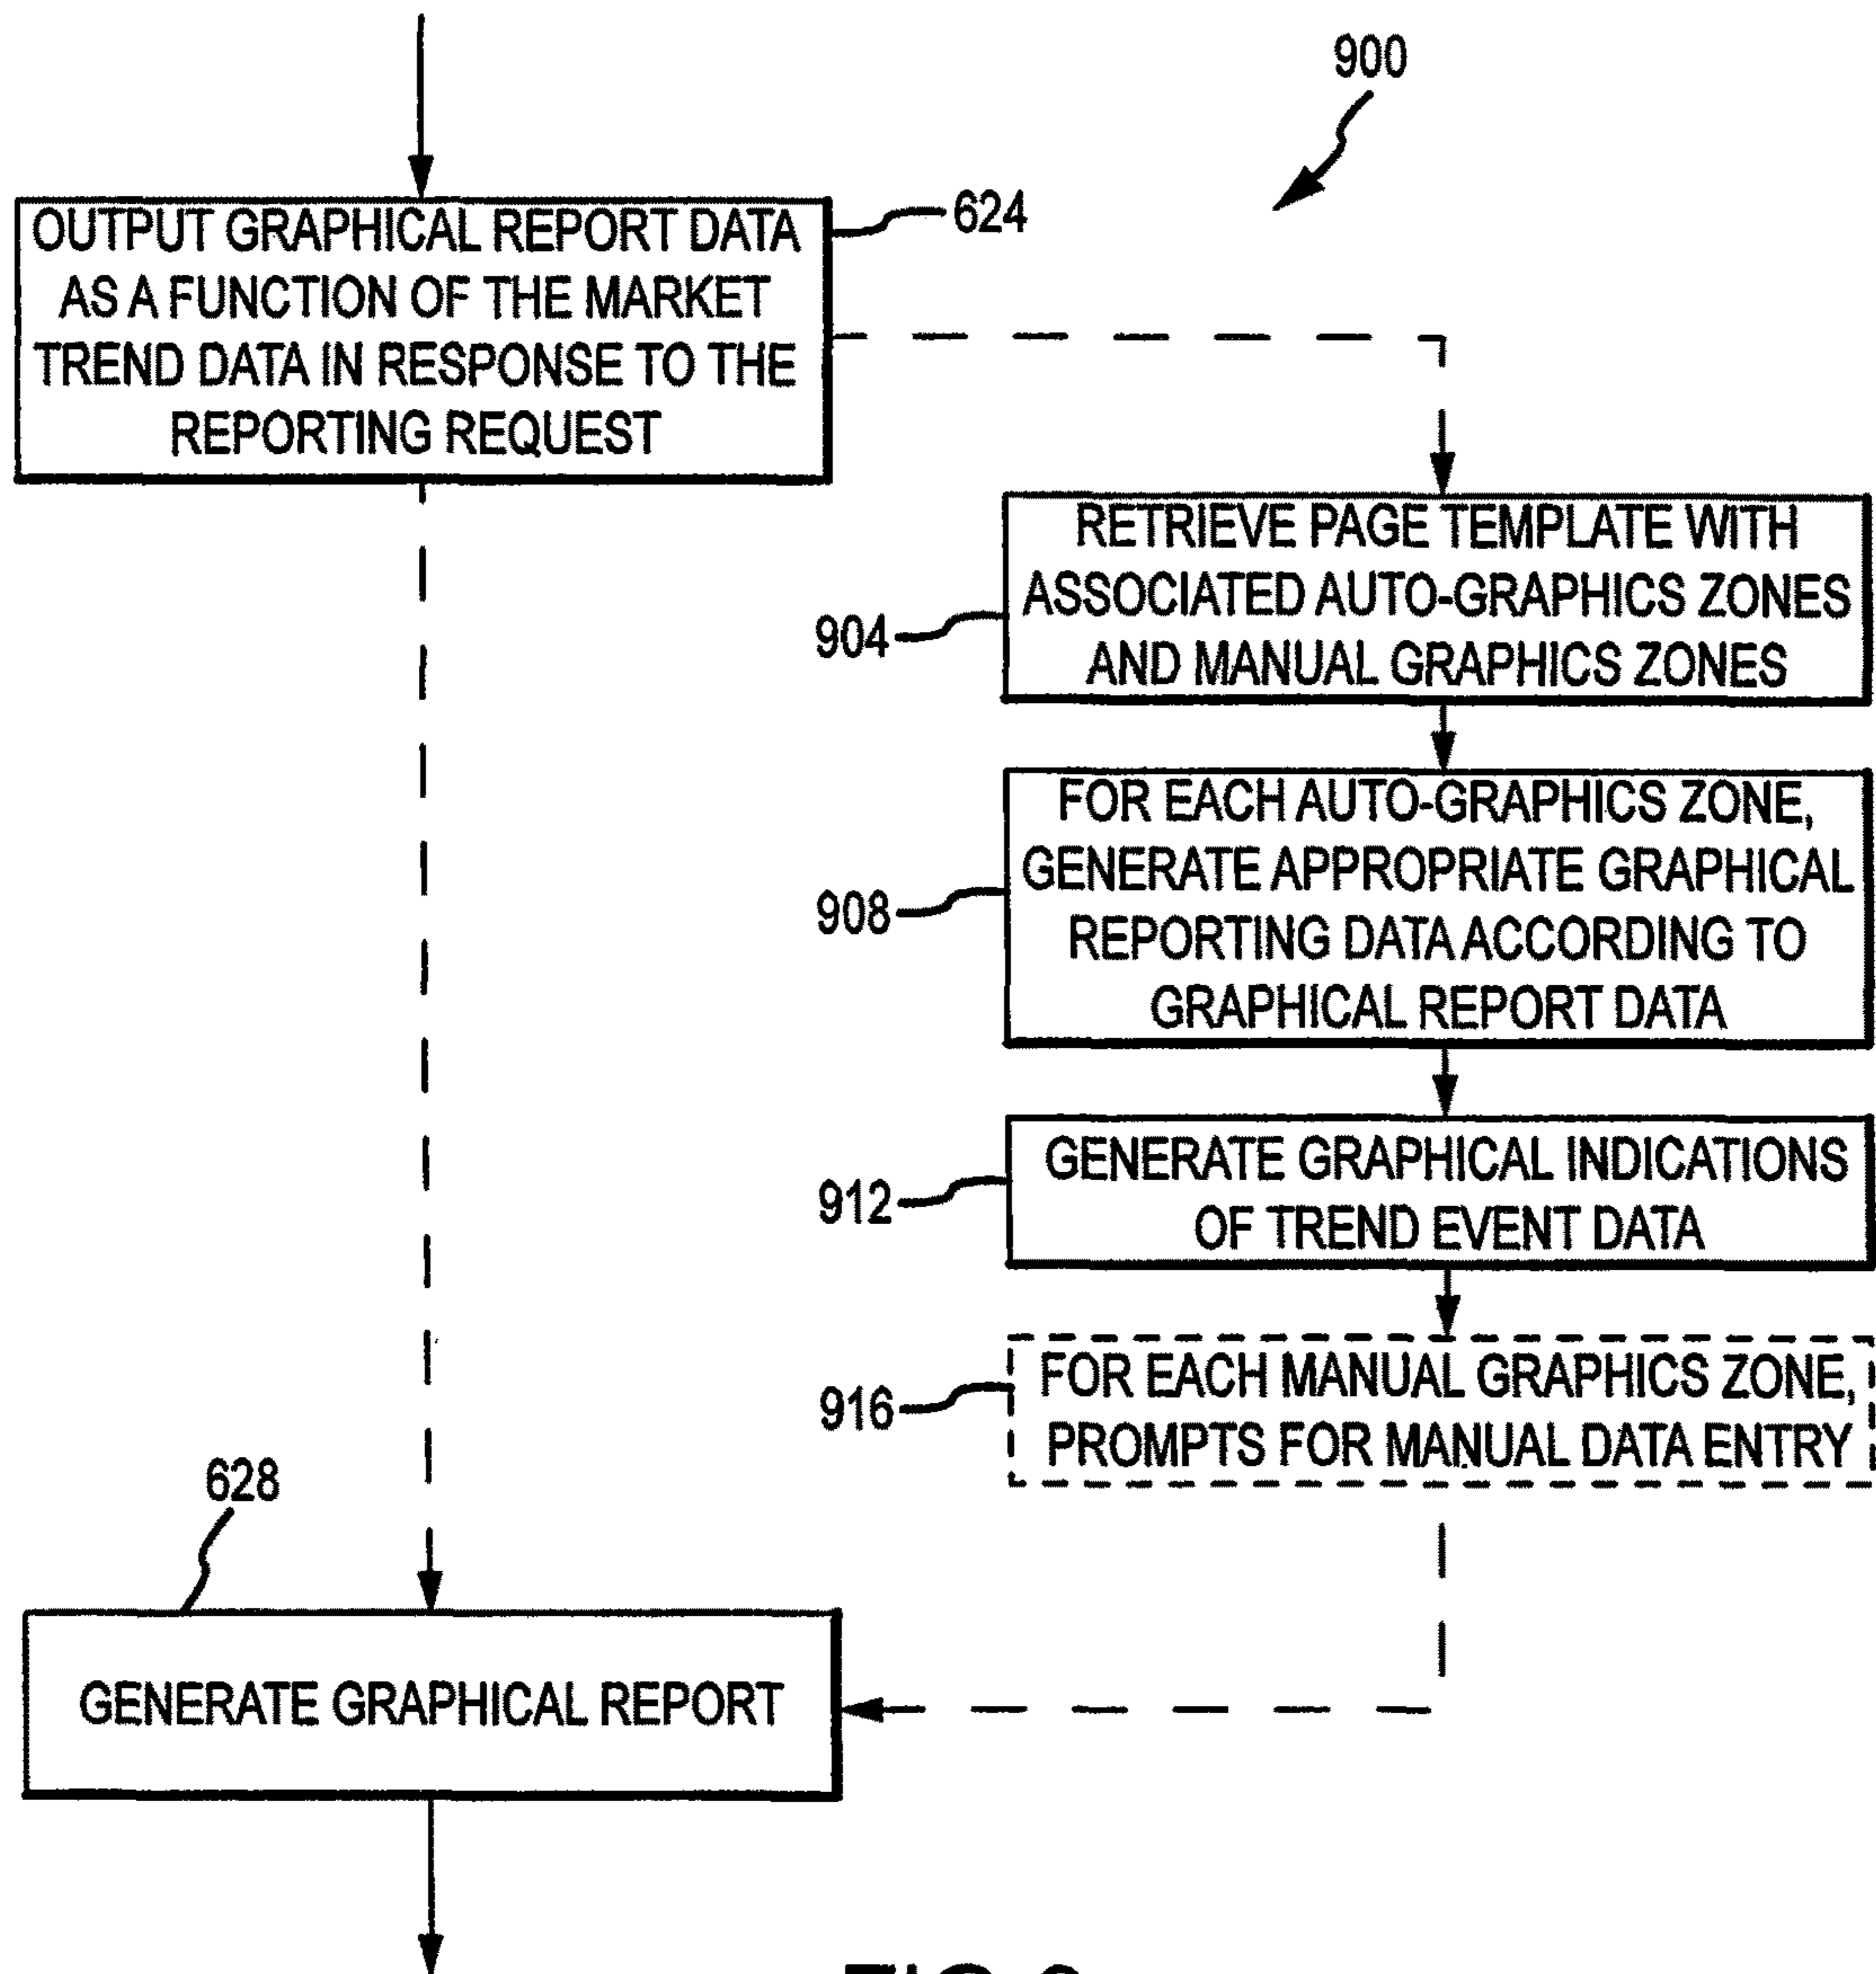 900
OUTPUT GRAPHICAL REPORT DATA
AS A FUNCTION OF THE MARKET
TREND DATA IN RESPONSE TO THE
REPORTING REQUEST
624
RETRIEVE PAGE TEMPLATE WITH
ASSOCIATED AUTO-GRAPHICS ZONES
AND MANUAL GRAPHICS ZONES
904
FOR EACH AUTO-GRAPHICS ZONE,
GENERATE APPROPRIATE GRAPHICAL
REPORTING DATA ACCORDING TO
GRAPHICAL REPORT DATA
908
GENERATE GRAPHICAL INDICATIONS
OF TREND EVENT DATA
912
FOR EACH MANUAL GRAPHICS ZONE,
PROMPTS FOR MANUAL DATA ENTRY
916
628
GENERATE GRAPHICAL REPORT